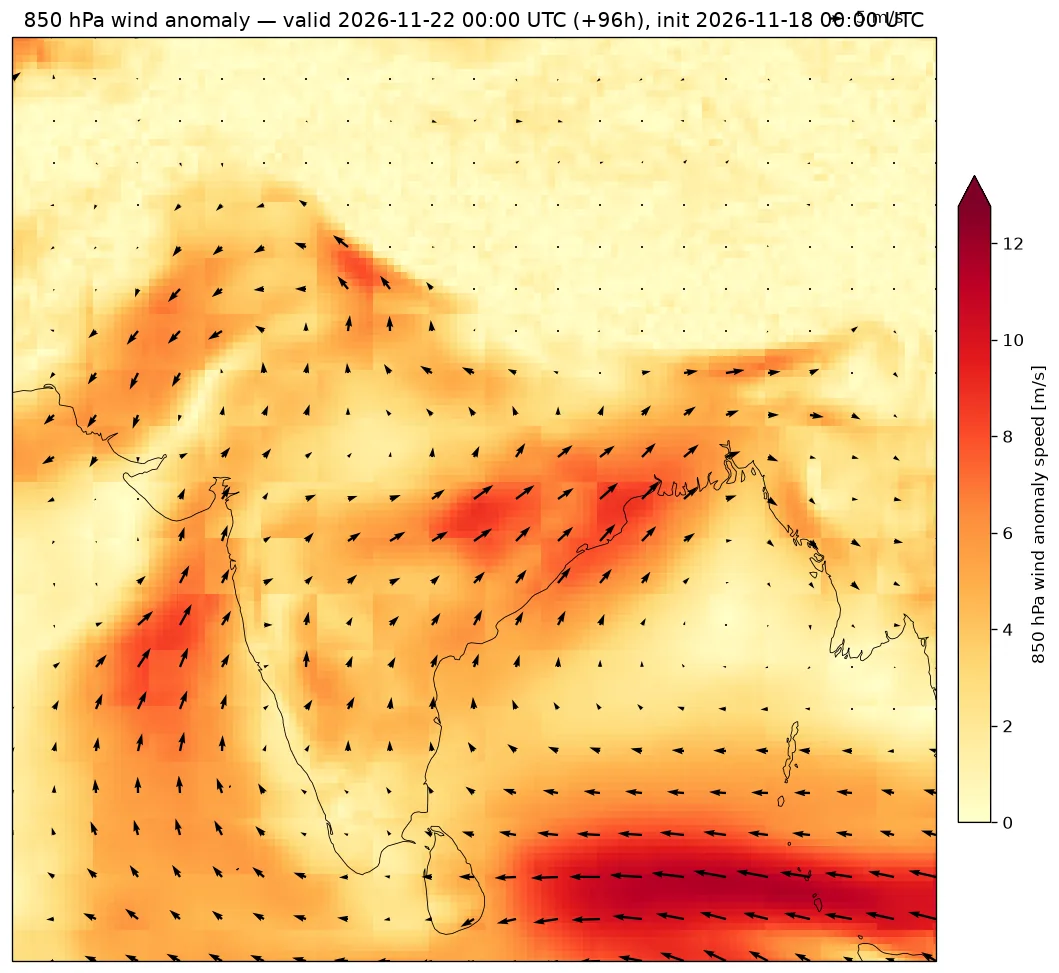 850 hPa wind anomaly — valid 2026-11-22 00:00 UTC (+96h), init 2026-11-18 00:00 UTC
5 m/s
12
10
8
6
4
2
0
850 hPa wind anomaly speed [m/s]